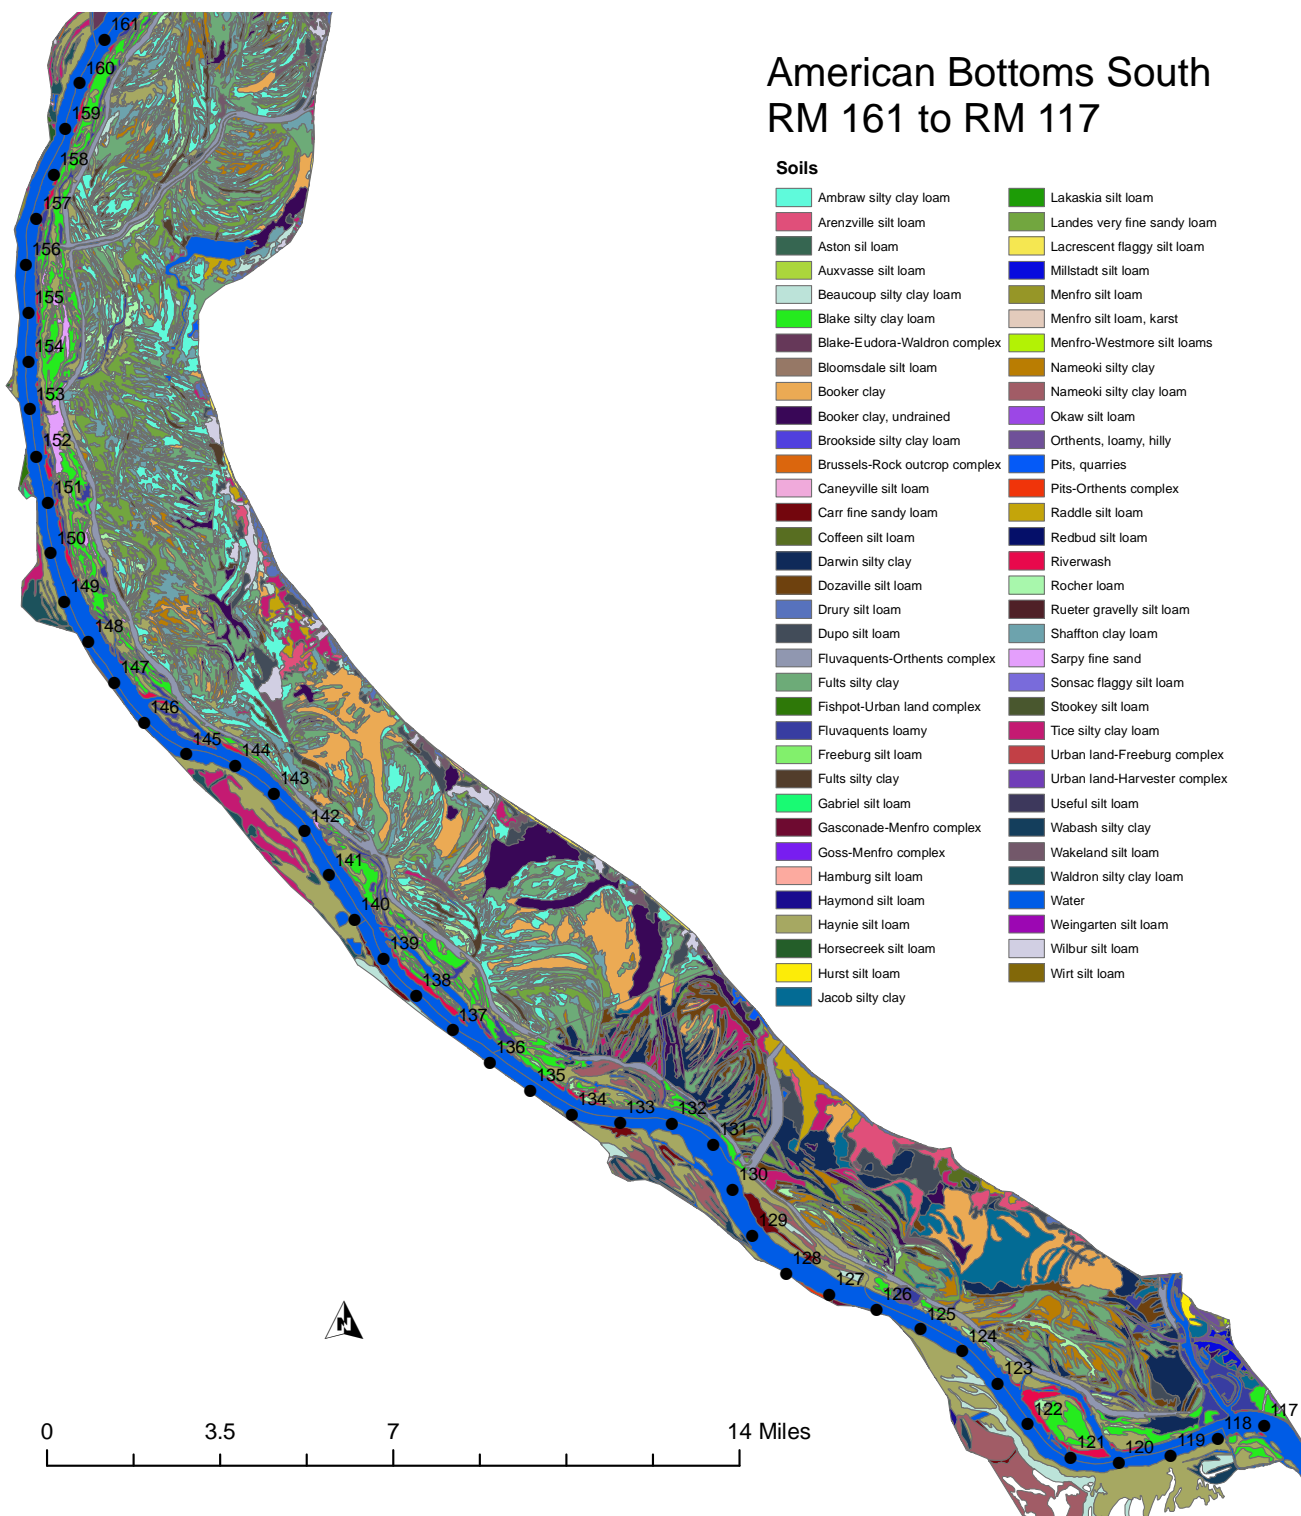 American Bottoms South
RM 161 to RM 117
Soils
Ambraw silty clay loam
Arenzville silt loam
Aston sil loam
Auxvasse silt loam
Beaucoup silty clay loam
Blake silty clay loam
Blake-Eudora-Waldron complex
Bloomsdale silt loam
Booker clay
Booker clay, undrained
Brookside silty clay loam
Brussels-Rock outcrop complex
Caneyville silt loam
Carr fine sandy loam
Coffeen silt loam
Darwin silty clay
Dozaville silt loam
Drury silt loam
Dupo silt loam
Fluvaquents-Orthents complex
Fults silty clay
Fishpot-Urban land complex
Fluvaquents loamy
Freeburg silt loam
Fults silty clay
Gabriel silt loam
Gasconade-Menfro complex
Goss-Menfro complex
Hamburg silt loam
Haymond silt loam
Haynie silt loam
Horsecreek silt loam
Hurst silt loam
Jacob silty clay
Lakaskia silt loam
Landes very fine sandy loam
Lacrescent flaggy silt loam
Millstadt silt loam
Menfro silt loam
Menfro silt loam, karst
Menfro-Westmore silt loams
Nameoki silty clay
Nameoki silty clay loam
Okaw silt loam
Orthents, loamy, hilly
Pits, quarries
Pits-Orthents complex
Raddle silt loam
Redbud silt loam
Riverwash
Rocher loam
Rueter gravelly silt loam
Shaffton clay loam
Sarpy fine sand
Sonsac flaggy silt loam
Stookey silt loam
Tice silty clay loam
Urban land-Freeburg complex
Urban land-Harvester complex
Useful silt loam
Wabash silty clay
Wakeland silt loam
Waldron silty clay loam
Water
Weingarten silt loam
Wilbur silt loam
Wirt silt loam
161
160
159
158
157
156
155
154
153
152
151
150
149
148
147
146
145
144
143
142
141
140
139
138
137
136
135
134
133
132
131
130
129
128
127
126
125
124
123
122
121
120
119
118
117
N
0 3.5 7 14 Miles